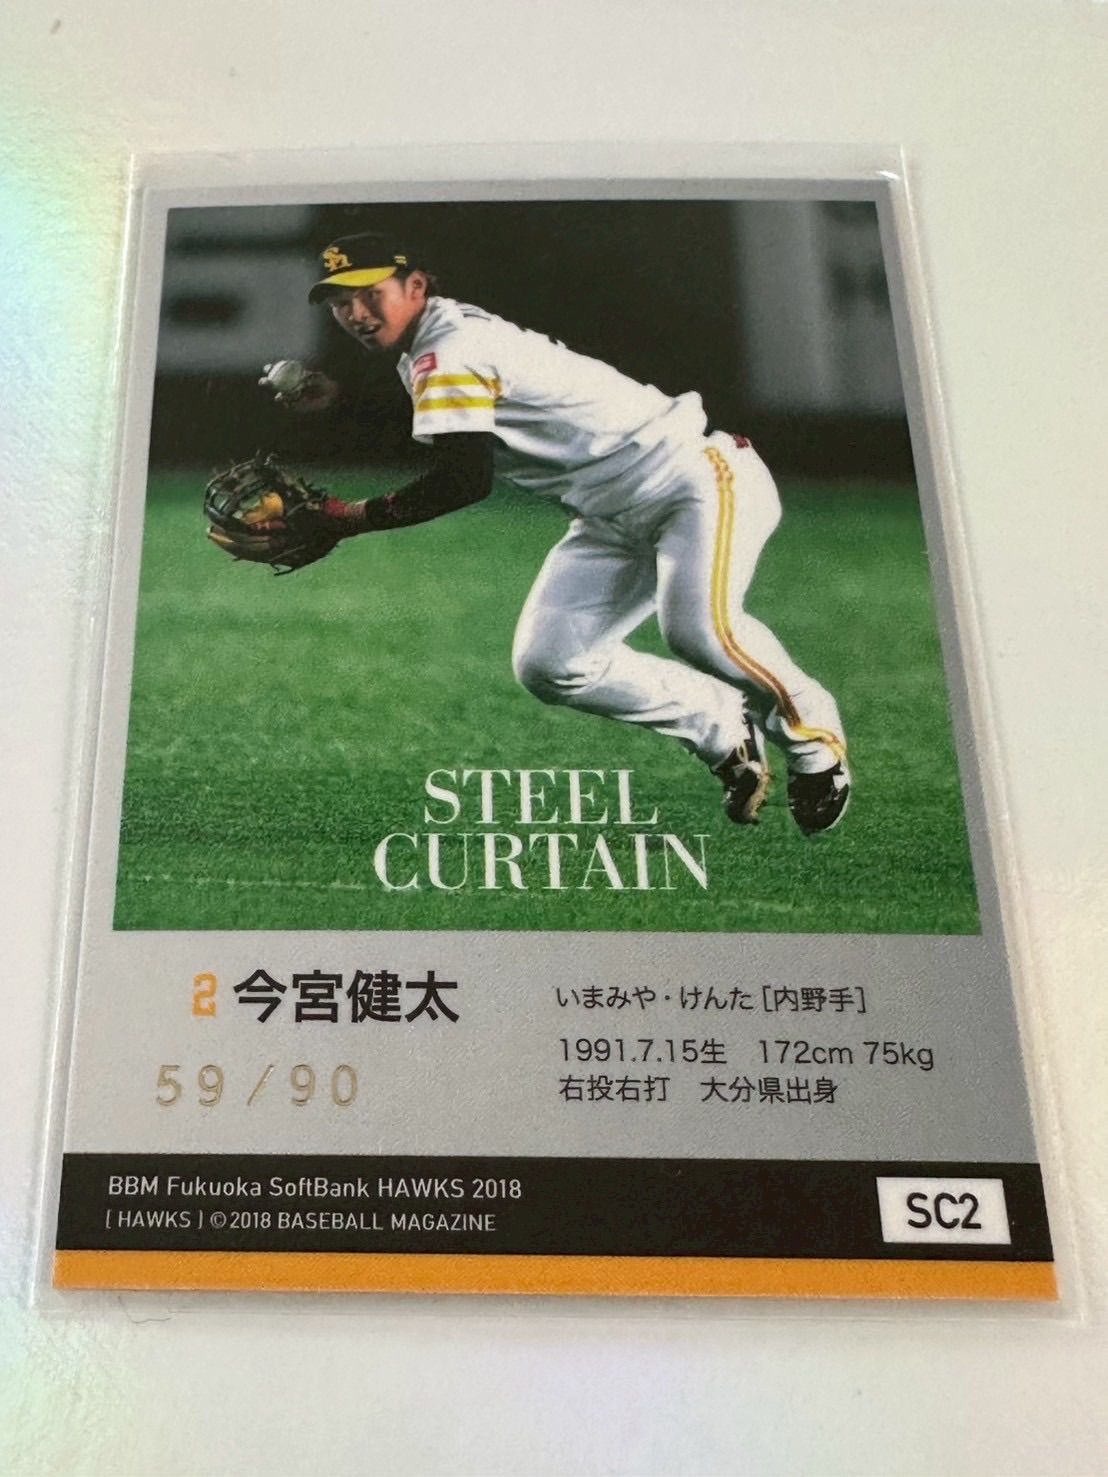 SH
STEEL
CURTAIN
2 今宮健太
59/90
いまみや・けんた [内野手]
1991.7.15生 172cm 75kg
右投右打 大分県出身
BBM Fukuoka SoftBank HAWKS 2018
[HAWKS] ©2018 BASEBALL MAGAZINE
SC2